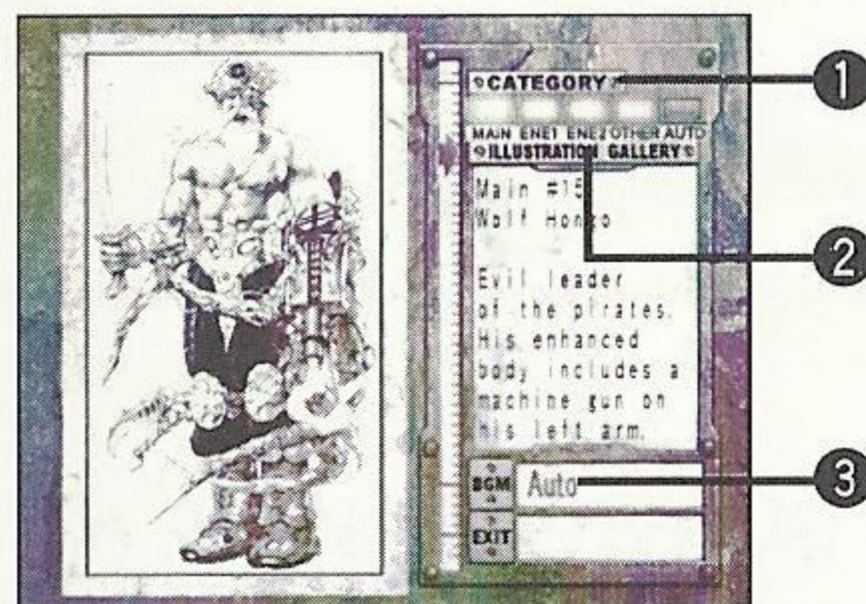 CATEGORY
MAIN ENE1 ENE2 OTHER AUTO
ILLUSTRATION GALLERY
Main #15
Wolf Hongo
Evil leader
of the pirates.
His enhanced
body includes a
machine gun on
his left arm.
BGM Auto
EXIT
1
2
3